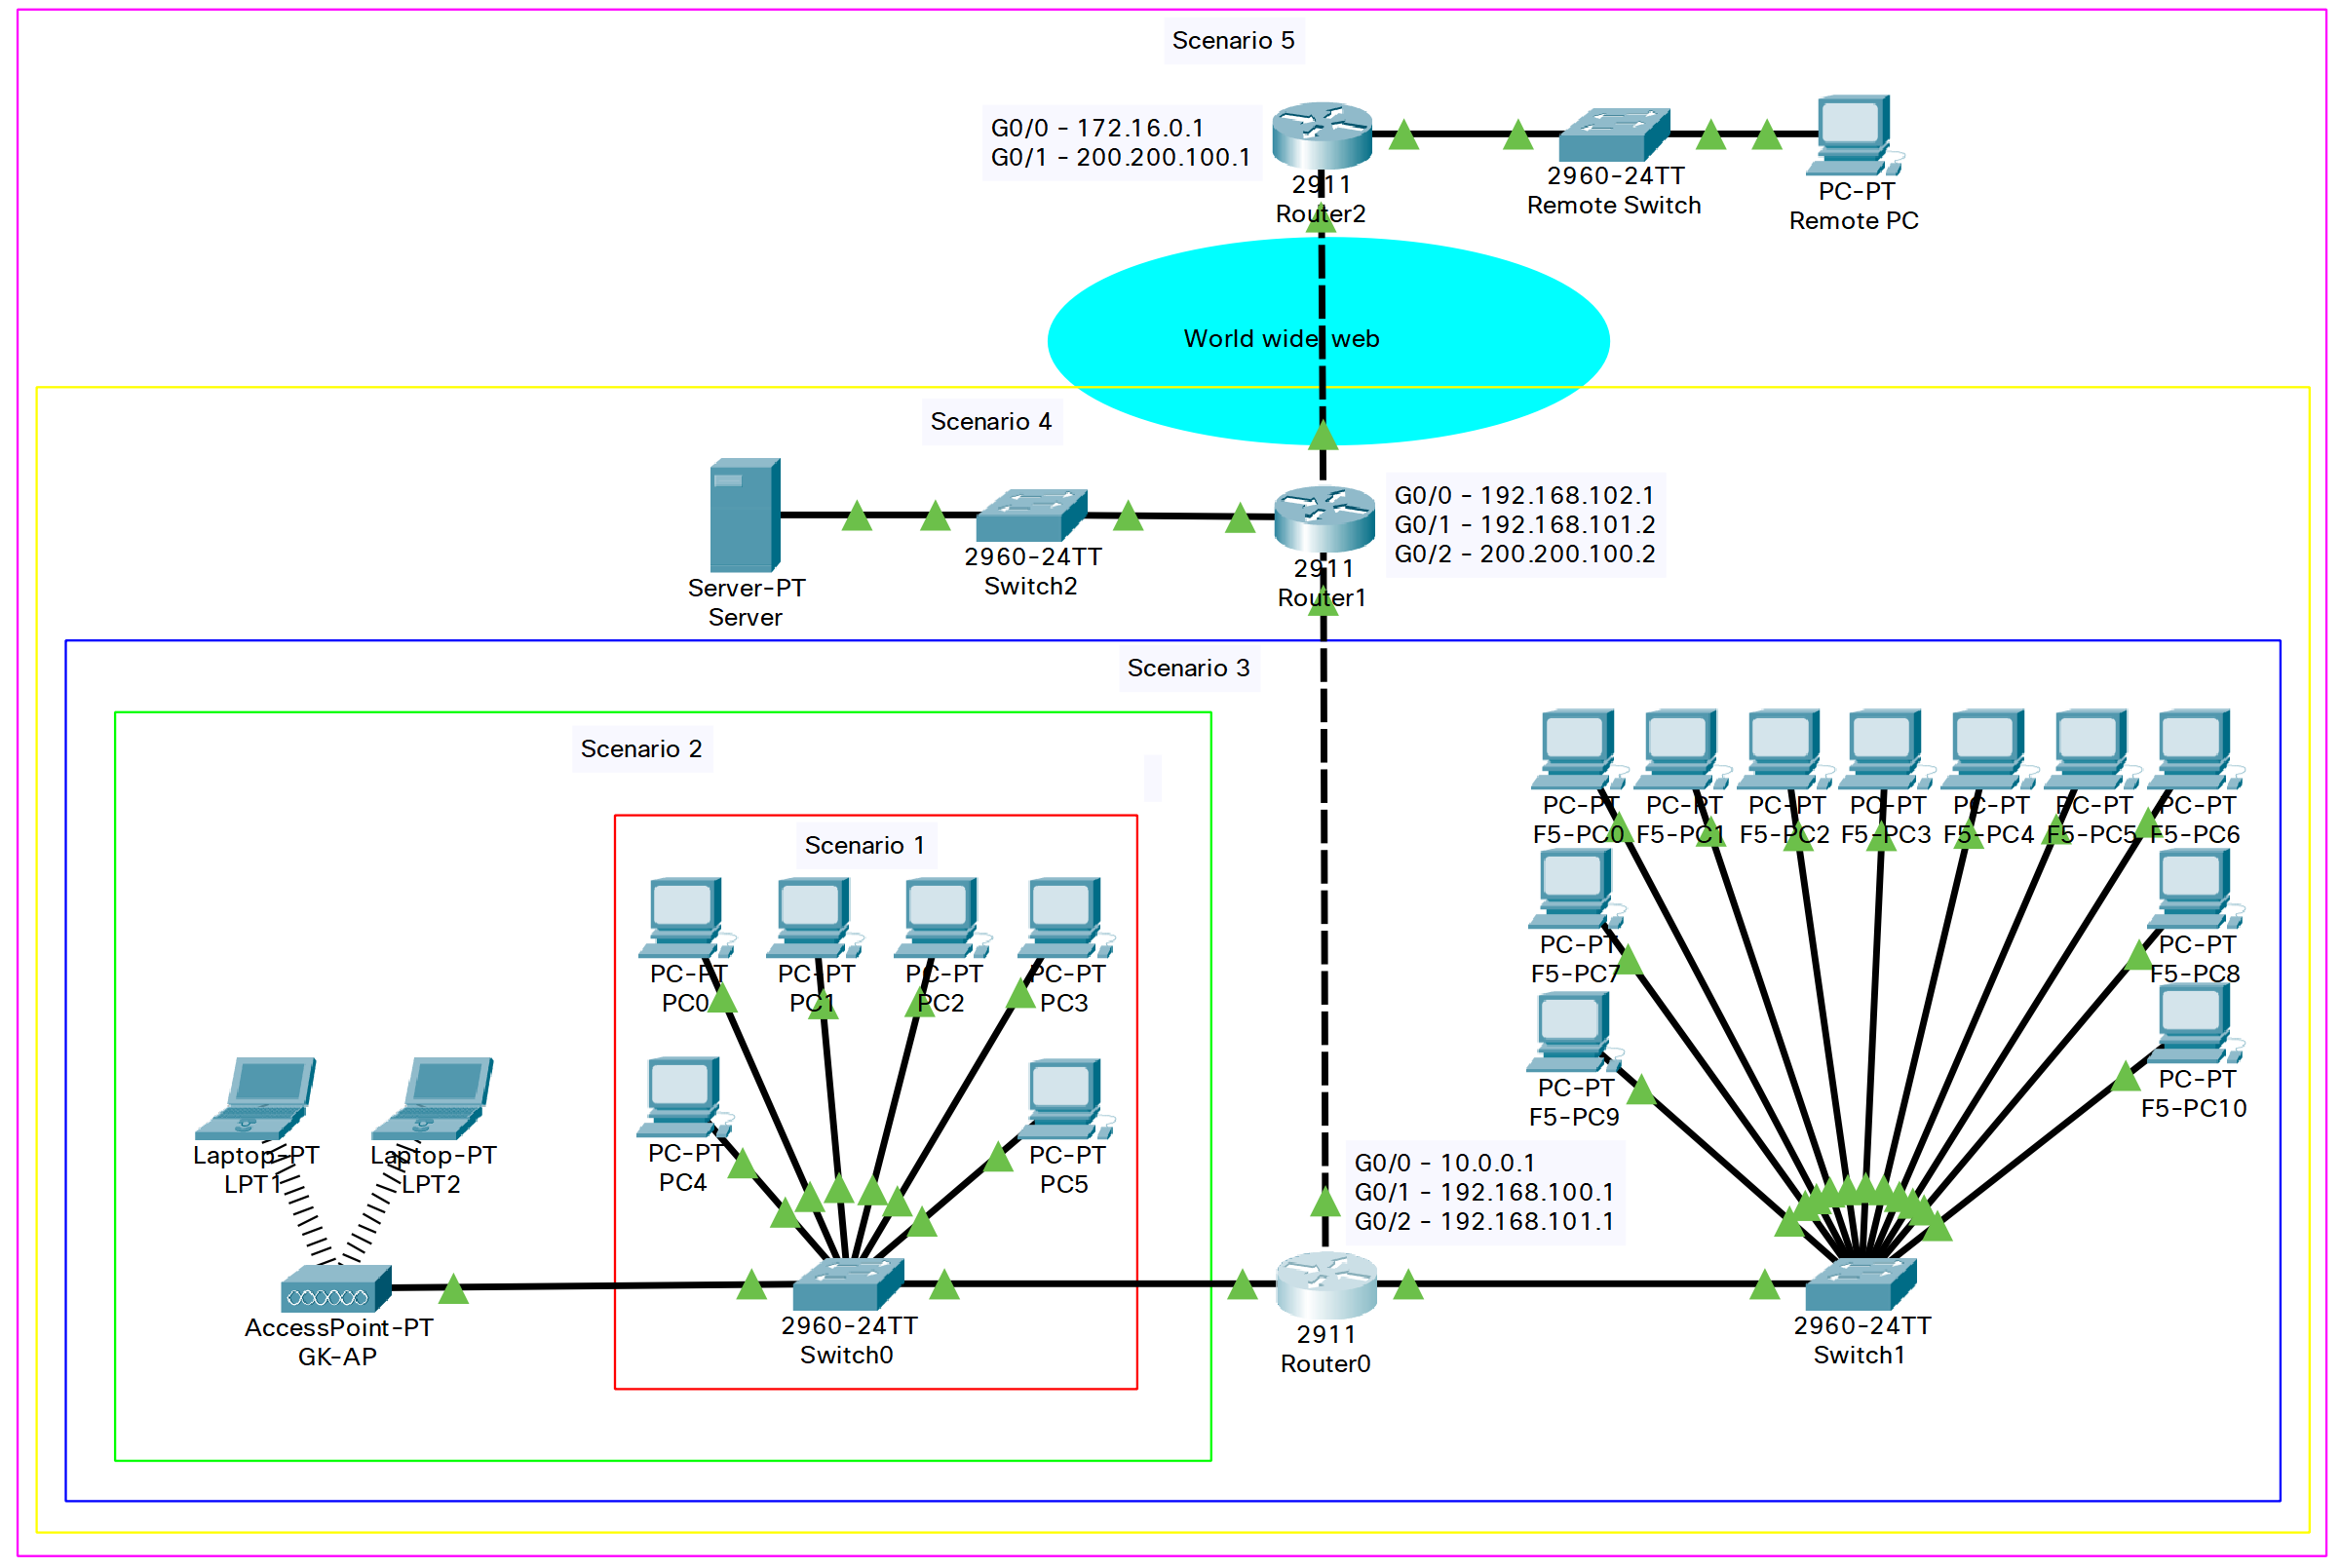 Scenario 5
G0/0 - 172.16.0.1
G0/1 - 200.200.100.1
2911
Router2
2960-24TT
Remote Switch
PC-PT
Remote PC
World wide web
Scenario 4
Server-PT
Server
2960-24TT
Switch2
2911
Router1
G0/0 - 192.168.102.1
G0/1 - 192.168.101.2
G0/2 - 200.200.100.2
Scenario 3
Scenario 2
Scenario 1
PC-PT
PC0
PC-PT
PC1
PC-PT
PC2
PC-PT
PC3
PC-PT
PC4
PC-PT
PC5
Laptop-PT
LPT1
Laptop-PT
LPT2
AccessPoint-PT
GK-AP
2960-24TT
Switch0
G0/0 - 10.0.0.1
G0/1 - 192.168.100.1
G0/2 - 192.168.101.1
2911
Router0
PC-PT
F5-PC0
PC-PT
F5-PC1
PC-PT
F5-PC2
PC-PT
F5-PC3
PC-PT
F5-PC4
PC-PT
F5-PC5
PC-PT
F5-PC6
PC-PT
F5-PC7
PC-PT
F5-PC8
PC-PT
F5-PC9
PC-PT
F5-PC10
2960-24TT
Switch1